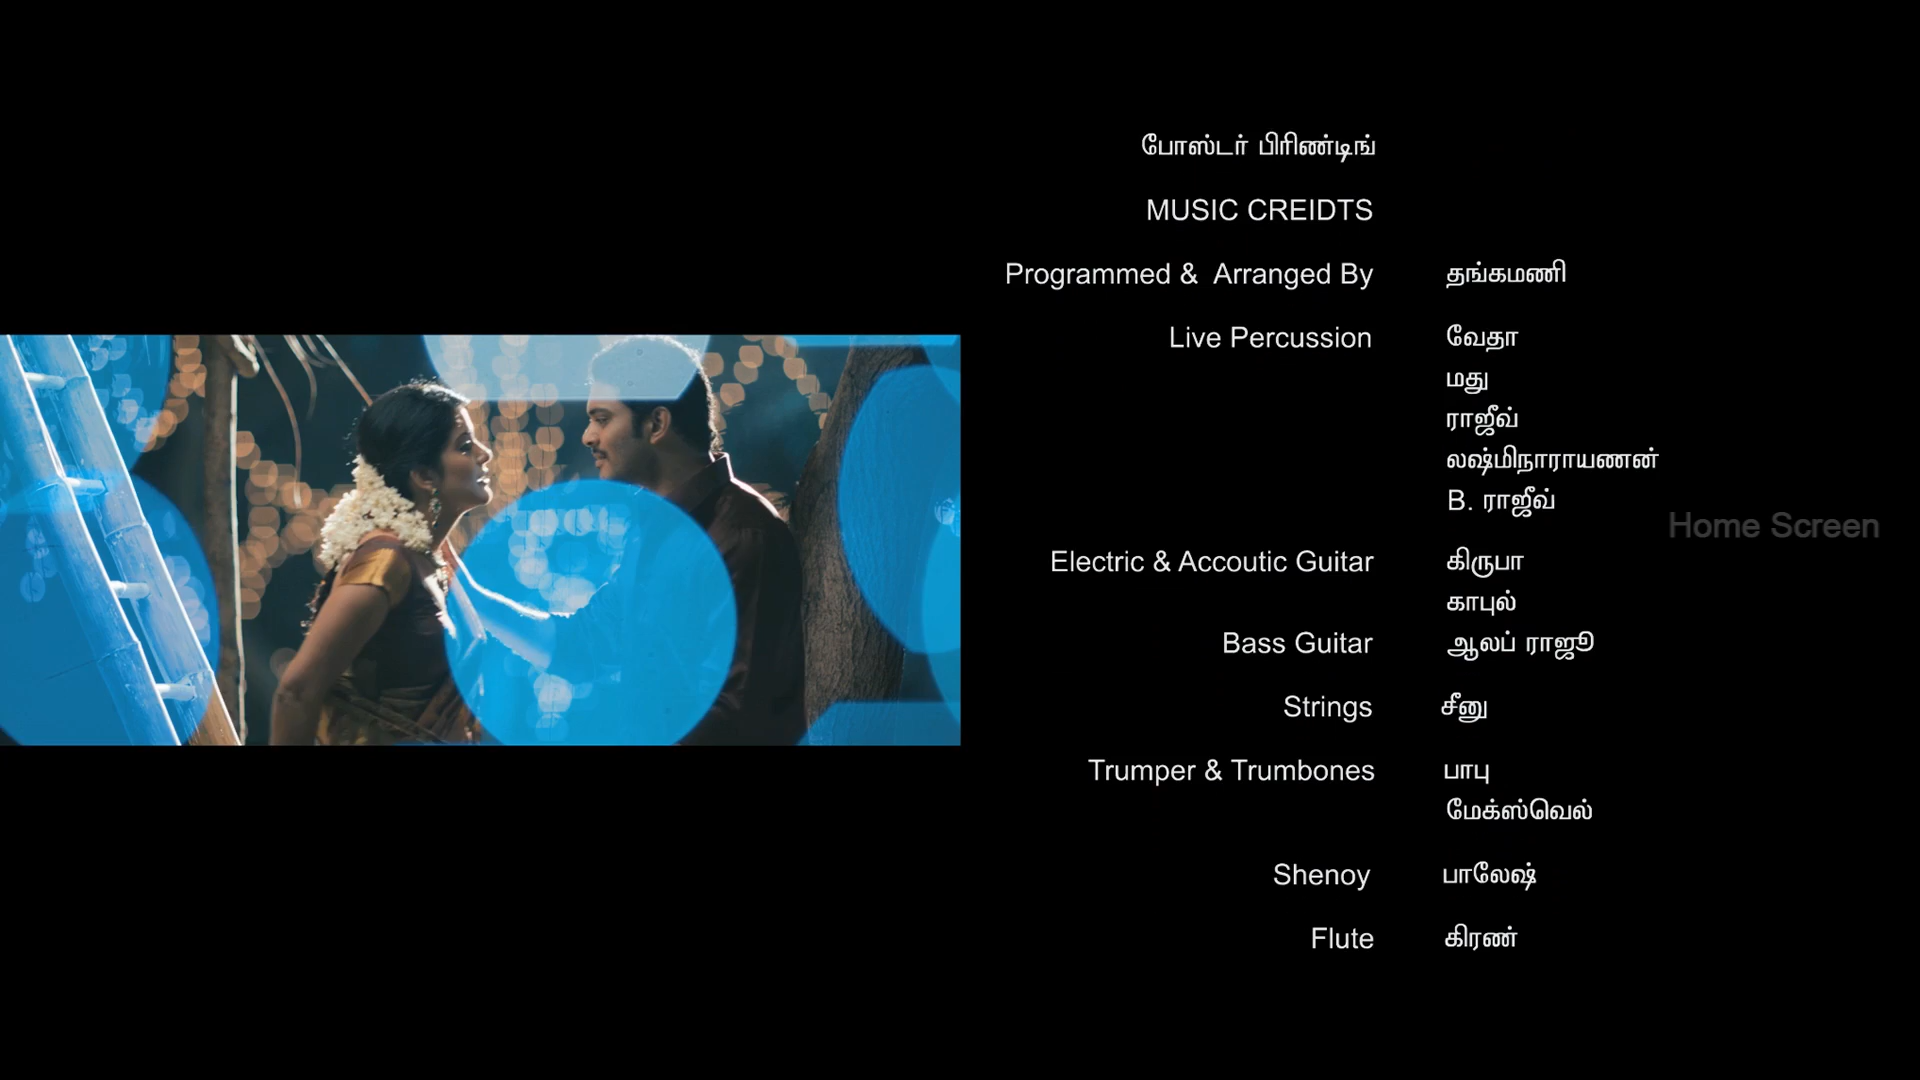 போஸ்டர் பிரிண்டிங்
MUSIC CREIDTS
Programmed & Arranged By தங்கமணி
Live Percussion வேதா
மது
ராஜீவ்
லஷ்மிநாராயணன்
B. ராஜீவ்
Home Screen
Electric & Accoutic Guitar கிருபா
காபுல்
Bass Guitar ஆலப் ராஜூ
Strings சீனு
Trumper & Trumbones பாபு
மேக்ஸ்வெல்
Shenoy பாலேஷ்
Flute கிரண்